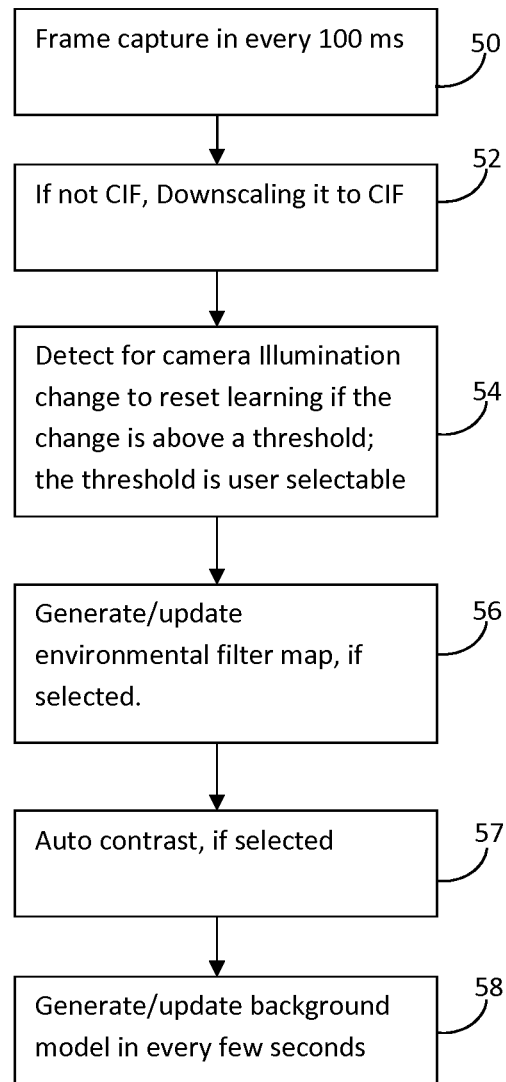 Frame capture in every 100 ms
50
If not CIF, Downscaling it to CIF
52
Detect for camera Illumination
change to reset learning if the
change is above a threshold;
the threshold is user selectable
54
Generate/update
environmental filter map, if
selected.
56
Auto contrast, if selected
57
Generate/update background
model in every few seconds
58